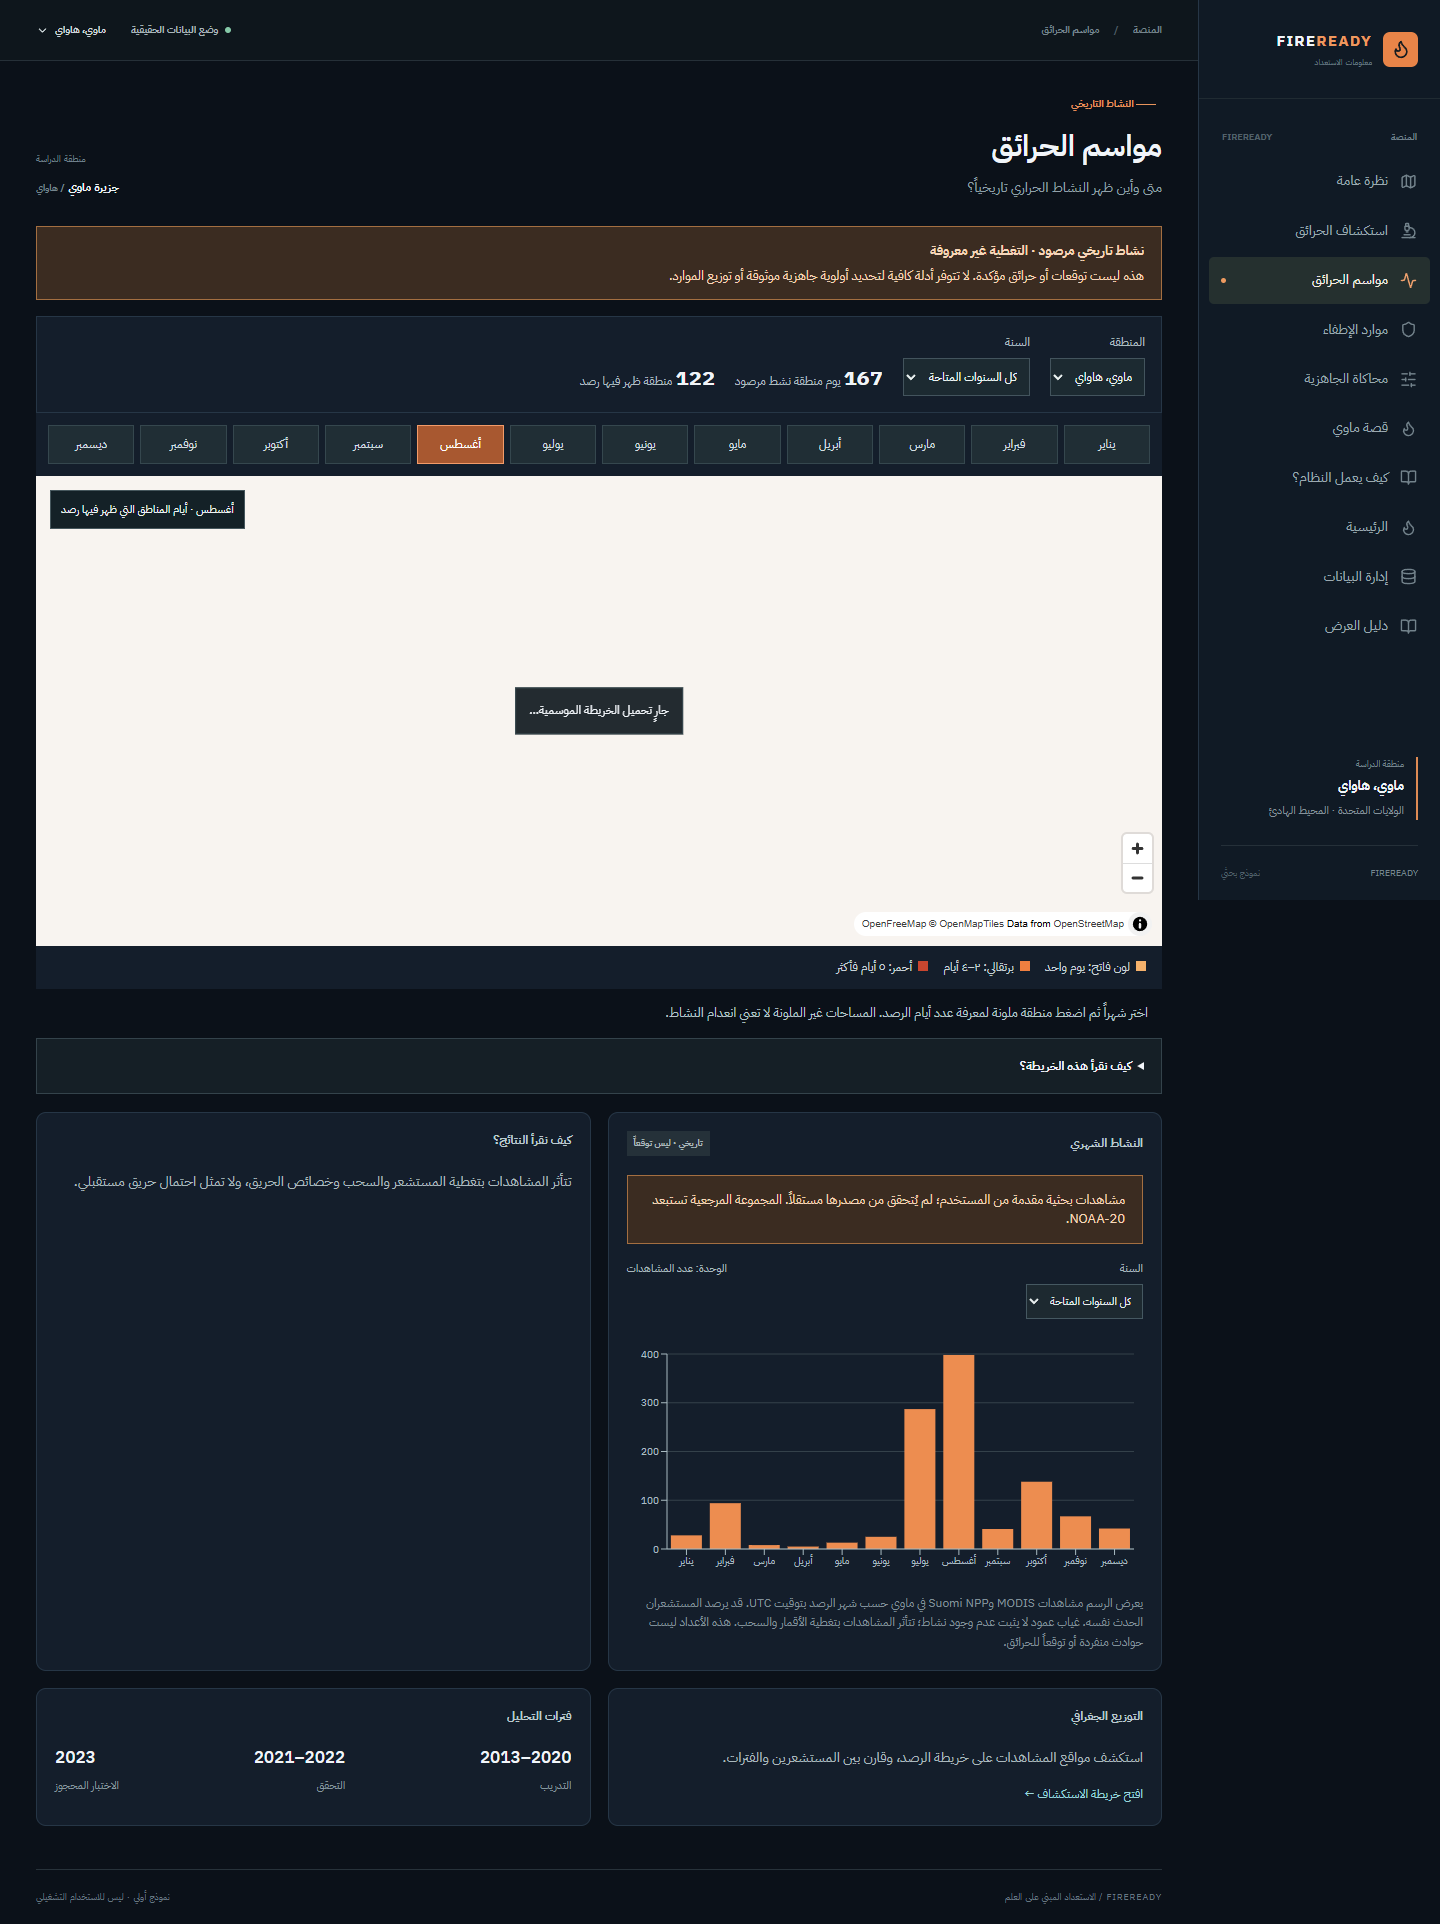 FIREREADY
معلومات الاستعداد
المنصة FIREREADY
نظرة عامة
استكشاف الحرائق
مواسم الحرائق
موارد الإطفاء
محاكاة الجاهزية
قصة ماوي
كيف يعمل النظام؟
الرئيسية
إدارة البيانات
دليل العرض
منطقة الدراسة
ماوي، هاواي
الولايات المتحدة · المحيط الهادئ
FIREREADY نموذج بحثي
المنصة / مواسم الحرائق
وضع البيانات الحقيقية
ماوي، هاواي
النشاط التاريخي
مواسم الحرائق
متى وأين ظهر النشاط الحراري تاريخياً؟
منطقة الدراسة
جزيرة ماوي / هاواي
نشاط تاريخي مرصود · التغطية غير معروفة
هذه ليست توقعات أو حرائق مؤكدة. لا تتوفر أدلة كافية لتحديد أولوية جاهزية موثوقة أو توزيع الموارد.
المنطقة
ماوي، هاواي
السنة
كل السنوات المتاحة
167 يوم منطقة نشط مرصود
122 منطقة ظهر فيها رصد
يناير
فبراير
مارس
أبريل
مايو
يونيو
يوليو
أغسطس
سبتمبر
أكتوبر
نوفمبر
ديسمبر
أغسطس · أيام المناطق التي ظهر فيها رصد
جارٍ تحميل الخريطة الموسمية...
OpenFreeMap © OpenMapTiles Data from OpenStreetMap
لون فاتح: يوم واحد
برتقالي: ٢–٤ أيام
أحمر: ٥ أيام فأكثر
اختر شهراً ثم اضغط منطقة ملونة لمعرفة عدد أيام الرصد. المساحات غير الملونة لا تعني انعدام النشاط.
كيف نقرأ هذه الخريطة؟
النشاط الشهري
تاريخي · ليس توقعاً
مشاهدات بحثية مقدمة من المستخدم؛ لم يُتحقق من مصدرها مستقلاً. المجموعة المرجعية تستبعد
NOAA-20.
السنة
الوحدة: عدد المشاهدات
كل السنوات المتاحة
400
300
200
100
0
يناير فبراير مارس أبريل مايو يونيو يوليو أغسطس سبتمبر أكتوبر نوفمبر ديسمبر
يعرض الرسم مشاهدات MODIS وSuomi NPP في ماوي حسب شهر الرصد بتوقيت UTC. قد يرصد المستشعران
الحدث نفسه. غياب عمود لا يثبت عدم وجود نشاط؛ تتأثر المشاهدات بتغطية الأقمار والسحب. هذه الأعداد ليست
حوادث منفردة أو توقعاً للحرائق.
كيف نقرأ النتائج؟
تتأثر المشاهدات بتغطية المستشعر والسحب وخصائص الحريق، ولا تمثل احتمال حريق مستقبلي.
التوزيع الجغرافي
استكشف مواقع المشاهدات على خريطة الرصد، وقارن بين المستشعرين والفترات.
افتح خريطة الاستكشاف ←
فترات التحليل
2013–2020
التدريب
2021–2022
التحقق
2023
الاختبار المحجوز
FIREREADY / الاستعداد المبني على العلم
نموذج أولي · ليس للاستخدام التشغيلي